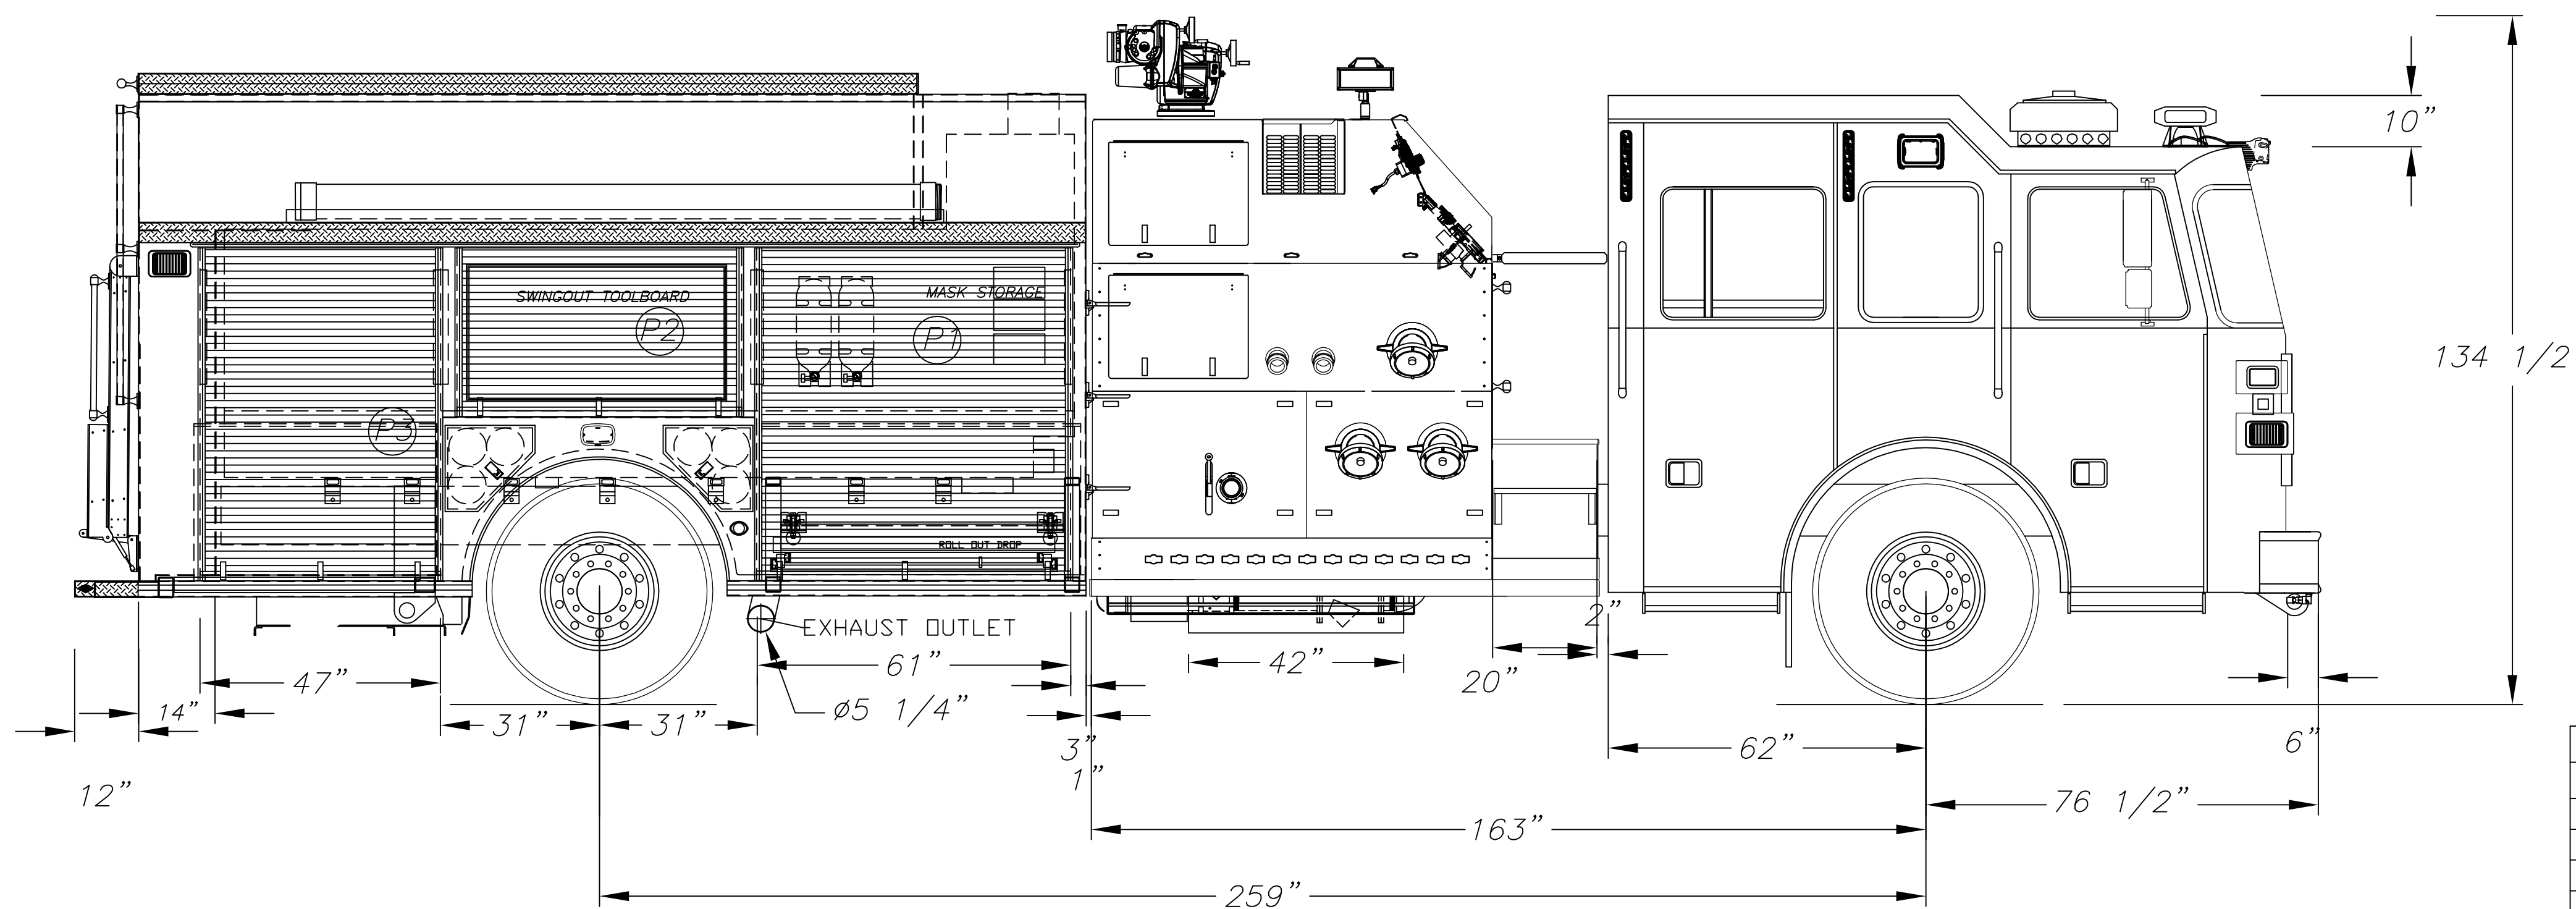 10”
134 1/2
SWINGOUT TOOLBOARD
MASK STORAGE
P2
P1
P3
ROLL OUT DROP
EXHAUST OUTLET
2”
61”
42”
20”
47”
14”
31”
31”
ø5 1/4”
3”
1”
62”
6”
12”
76 1/2”
163”
259”